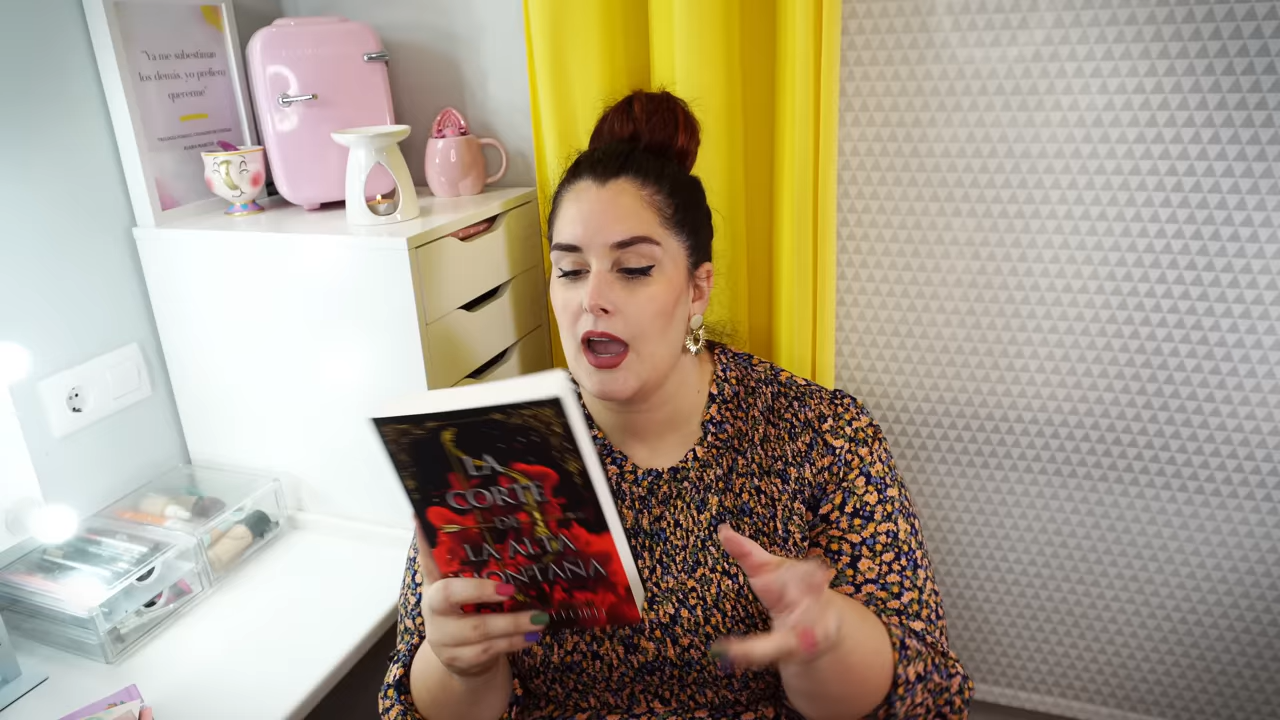 "Ya me subestiman
los demás, yo prefiero
quererme"
LA
CORTE
DE
LA ALTA
MONTAÑA